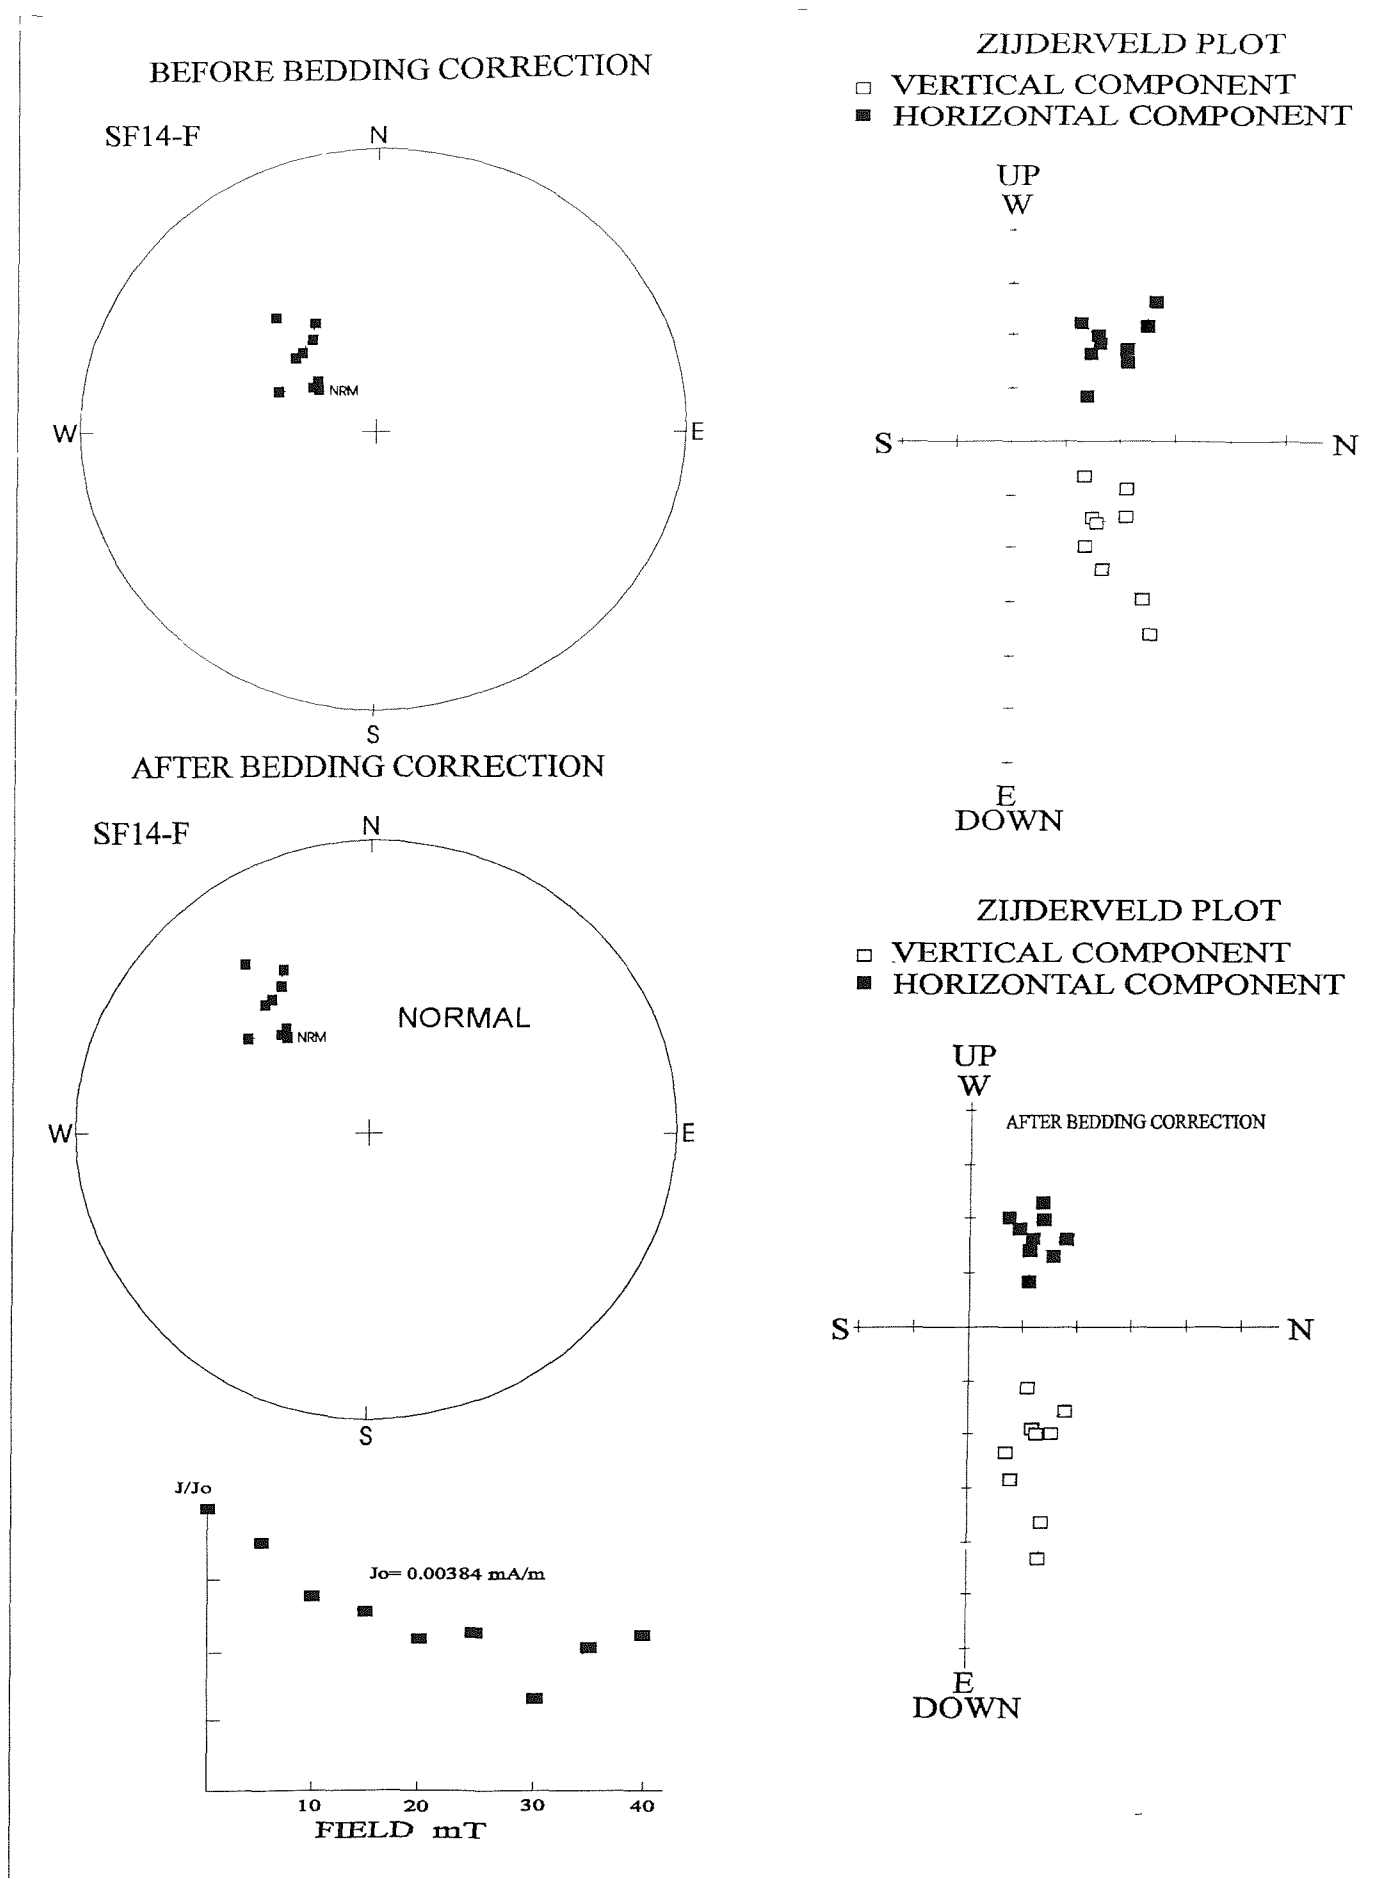 BEFORE BEDDING CORRECTION
SF14-F
N
W
E
NRM
S
ZIJDERVELD PLOT
VERTICAL COMPONENT
HORIZONTAL COMPONENT
UP
W
S
N
E
DOWN
AFTER BEDDING CORRECTION
SF14-F
N
NORMAL
NRM
W
E
S
ZIJDERVELD PLOT
VERTICAL COMPONENT
HORIZONTAL COMPONENT
UP
W
AFTER BEDDING CORRECTION
S
N
E
DOWN
J/Jo
Jo= 0.00384 mA/m
10 20 30 40
FIELD mT